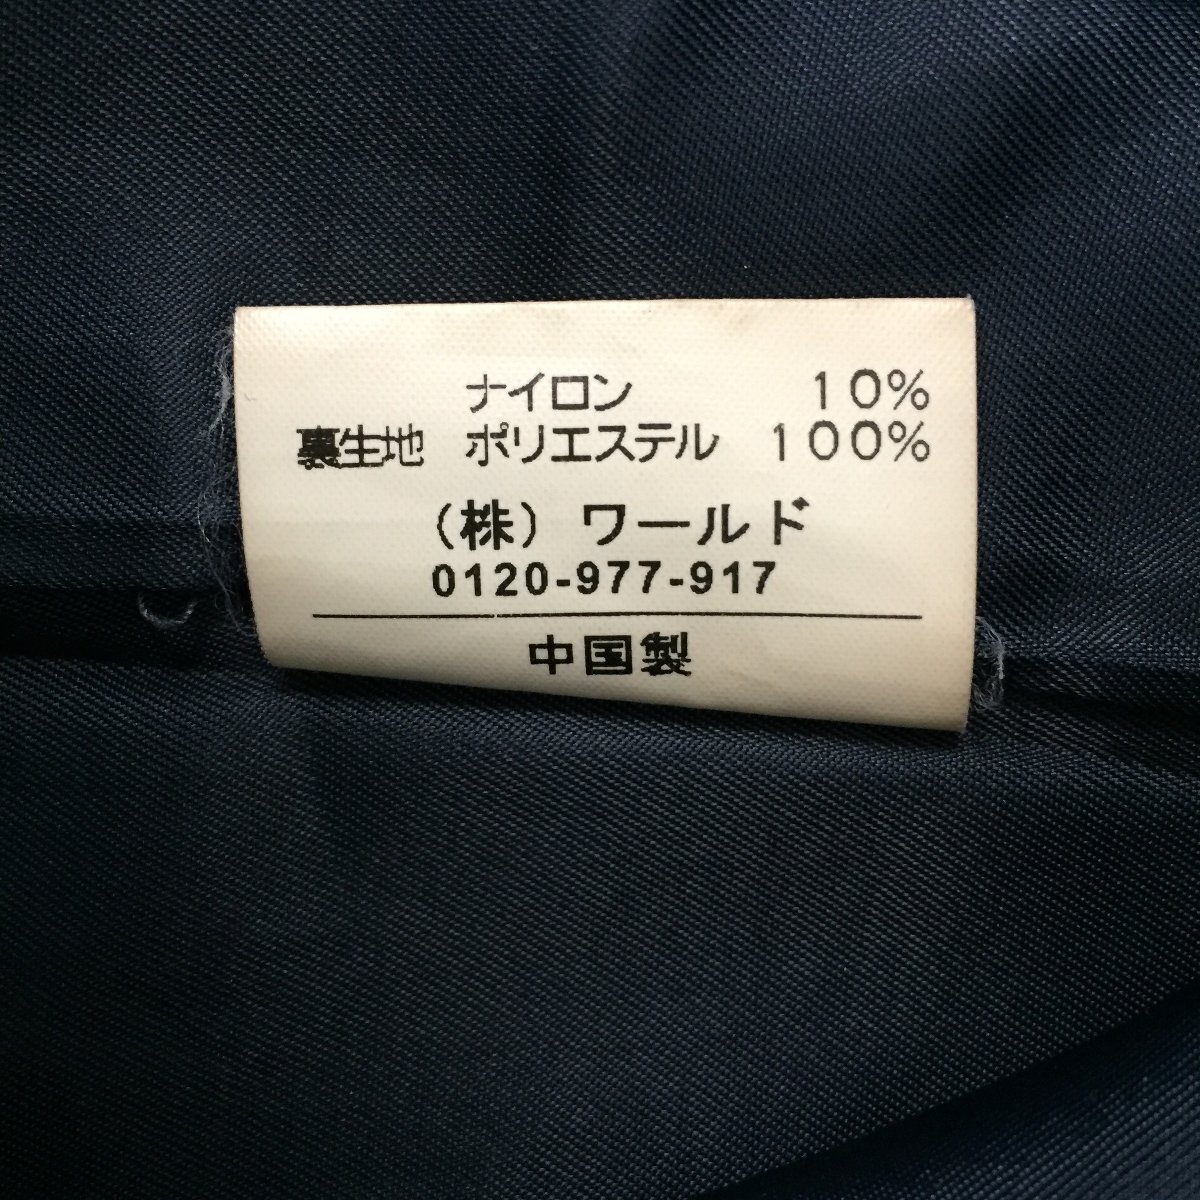 ナイロン 10%
裏生地 ポリエステル 100%
(株) ワールド
0120-977-917
中国製